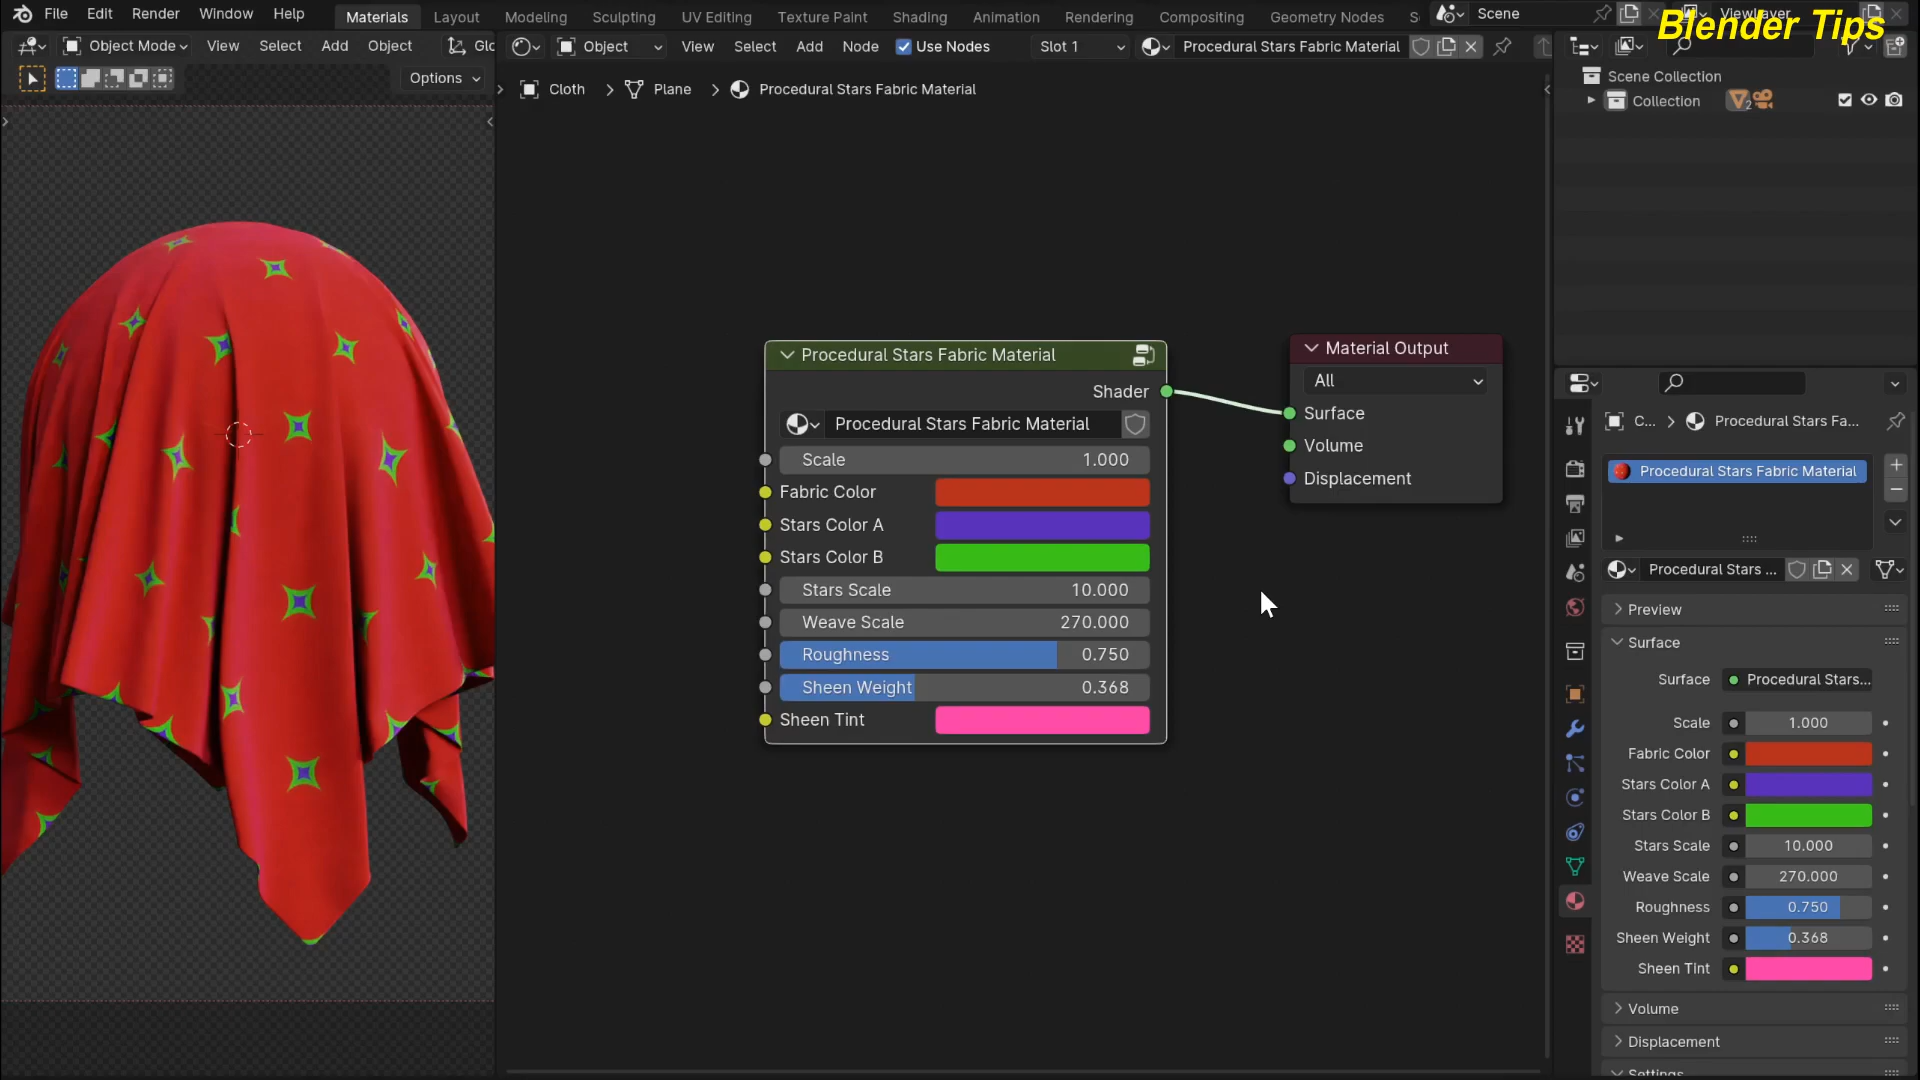 File Edit Render Window Help Materials Layout Modeling Sculpting UV Editing Texture Paint Shading Animation Rendering Compositing Geometry Nodes S Scene ViewLayer
Blender Tips
Object Mode View Select Add Object Glo Object View Select Add Node Use Nodes Slot 1 Procedural Stars Fabric Material
Options
Cloth Plane Procedural Stars Fabric Material
Scene Collection
Collection 2
Procedural Stars Fabric Material
Shader
Procedural Stars Fabric Material
Scale 1.000
Fabric Color
Stars Color A
Stars Color B
Stars Scale 10.000
Weave Scale 270.000
Roughness 0.750
Sheen Weight 0.368
Sheen Tint
Material Output
All
Surface
Volume
Displacement
C... Procedural Stars Fa...
Procedural Stars Fabric Material
Procedural Stars ...
Preview
Surface
Surface Procedural Stars...
Scale 1.000
Fabric Color
Stars Color A
Stars Color B
Stars Scale 10.000
Weave Scale 270.000
Roughness 0.750
Sheen Weight 0.368
Sheen Tint
Volume
Displacement
Settings